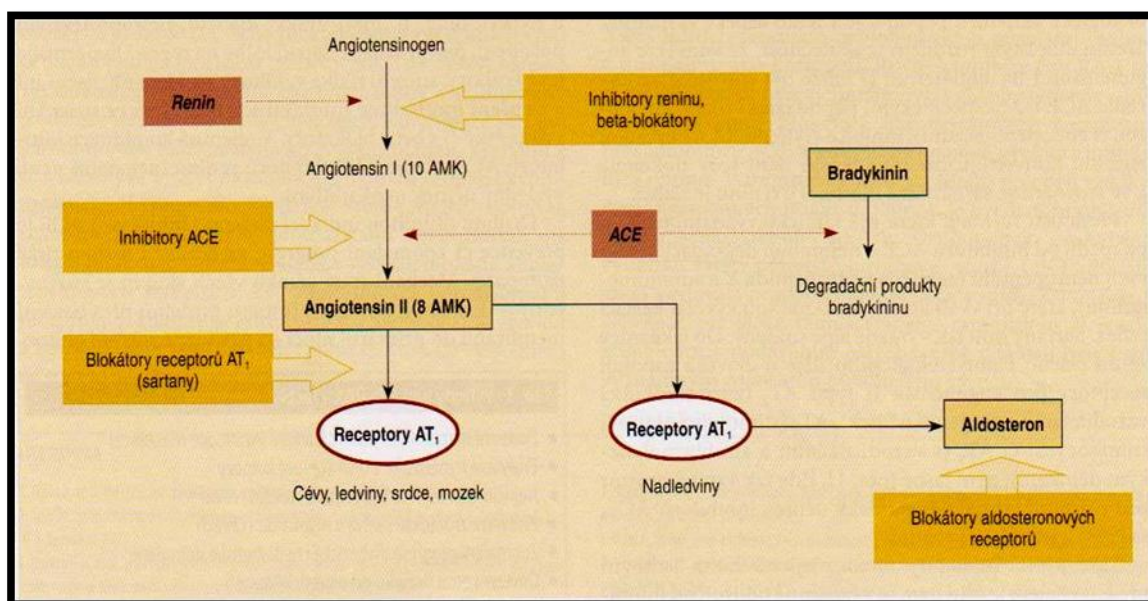 Angiotensinogen
Renin
Inhibitory reninu,
beta-blokátory
Angiotensin I (10 AMK)
Bradykinin
Inhibitory ACE
ACE
Degradační produkty
bradykininu
Angiotensin II (8 AMK)
Blokátory receptorů AT₁
(sartany)
Receptory AT₁
Receptory AT₁
Aldosteron
Cévy, ledviny, srdce, mozek
Nadledviny
Blokátory aldosteronových
receptorů